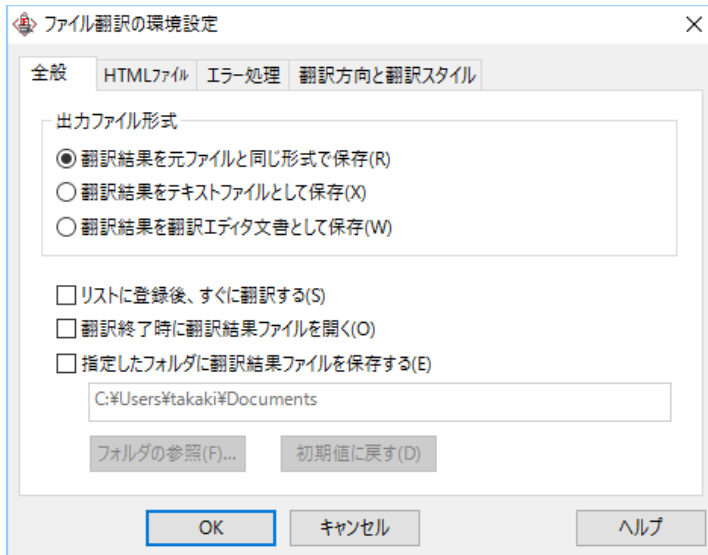 ファイル翻訳の環境設定
全般 HTMLファイル エラー処理 翻訳方向と翻訳スタイル
出力ファイル形式
翻訳結果を元ファイルと同じ形式で保存(R)
翻訳結果をテキストファイルとして保存(X)
翻訳結果を翻訳エディタ文書として保存(W)
リストに登録後、すぐに翻訳する(S)
翻訳終了時に翻訳結果ファイルを開く(O)
指定したフォルダに翻訳結果ファイルを保存する(E)
C:¥Users¥takaki¥Documents
フォルダの参照(F)... 初期値に戻す(D)
OK キャンセル ヘルプ